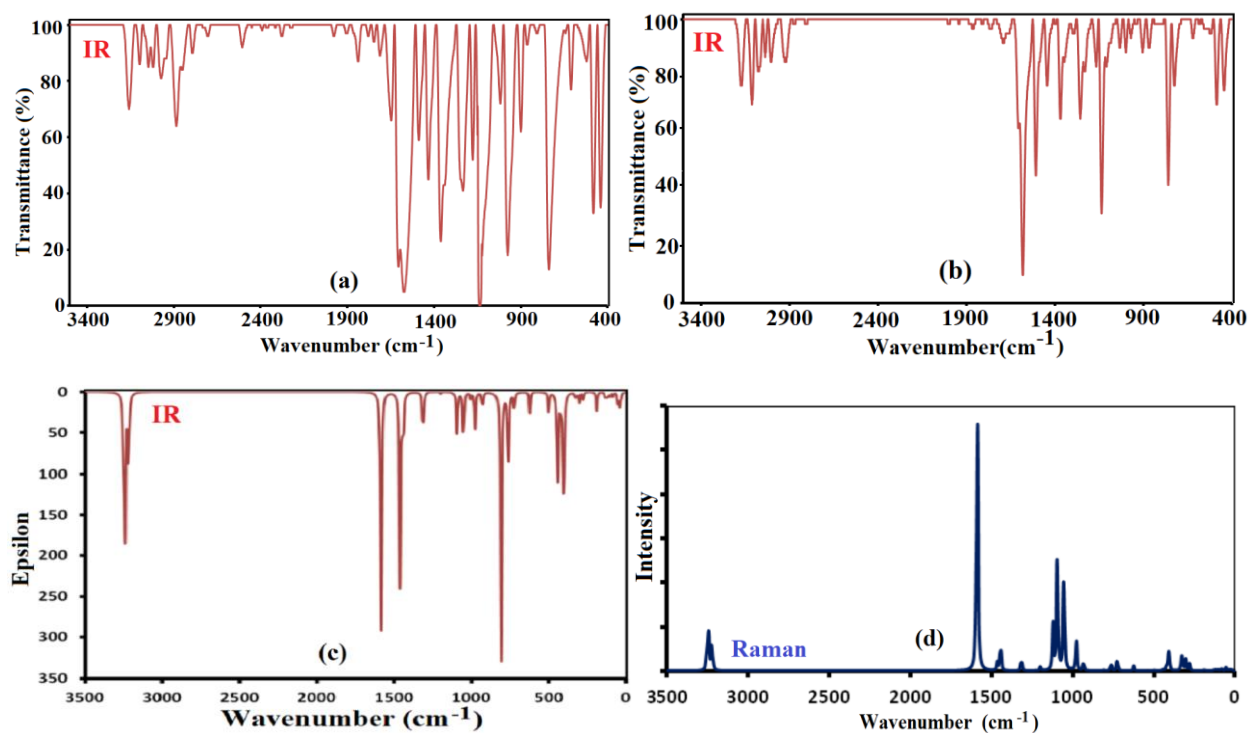 100
80
60
40
20
0
Transmittance (%)
IR
(a)
3400 2900 2400 1900 1400 900 400
Wavenumber (cm-1)
100
80
60
40
20
0
Transmittance (%)
IR
(b)
3400 2900 2400 1900 1400 900 400
Wavenumber(cm-1)
0
50
100
150
200
250
300
350
Epsilon
IR
(c)
3500 3000 2500 2000 1500 1000 500 0
Wavenumber (cm-1)
Intensity
Raman
(d)
3500 3000 2500 2000 1500 1000 500 0
Wavenumber (cm-1)